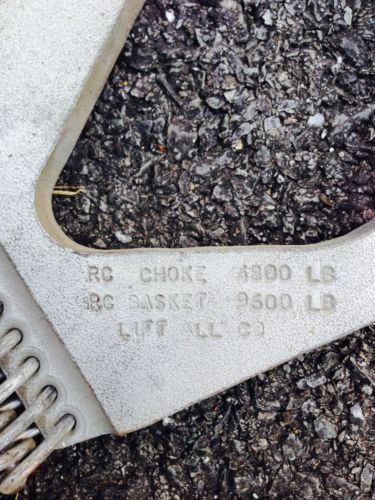 RC CHOKE 4800 LB
RC BASKET 9600 LB
LIFT ALL CO